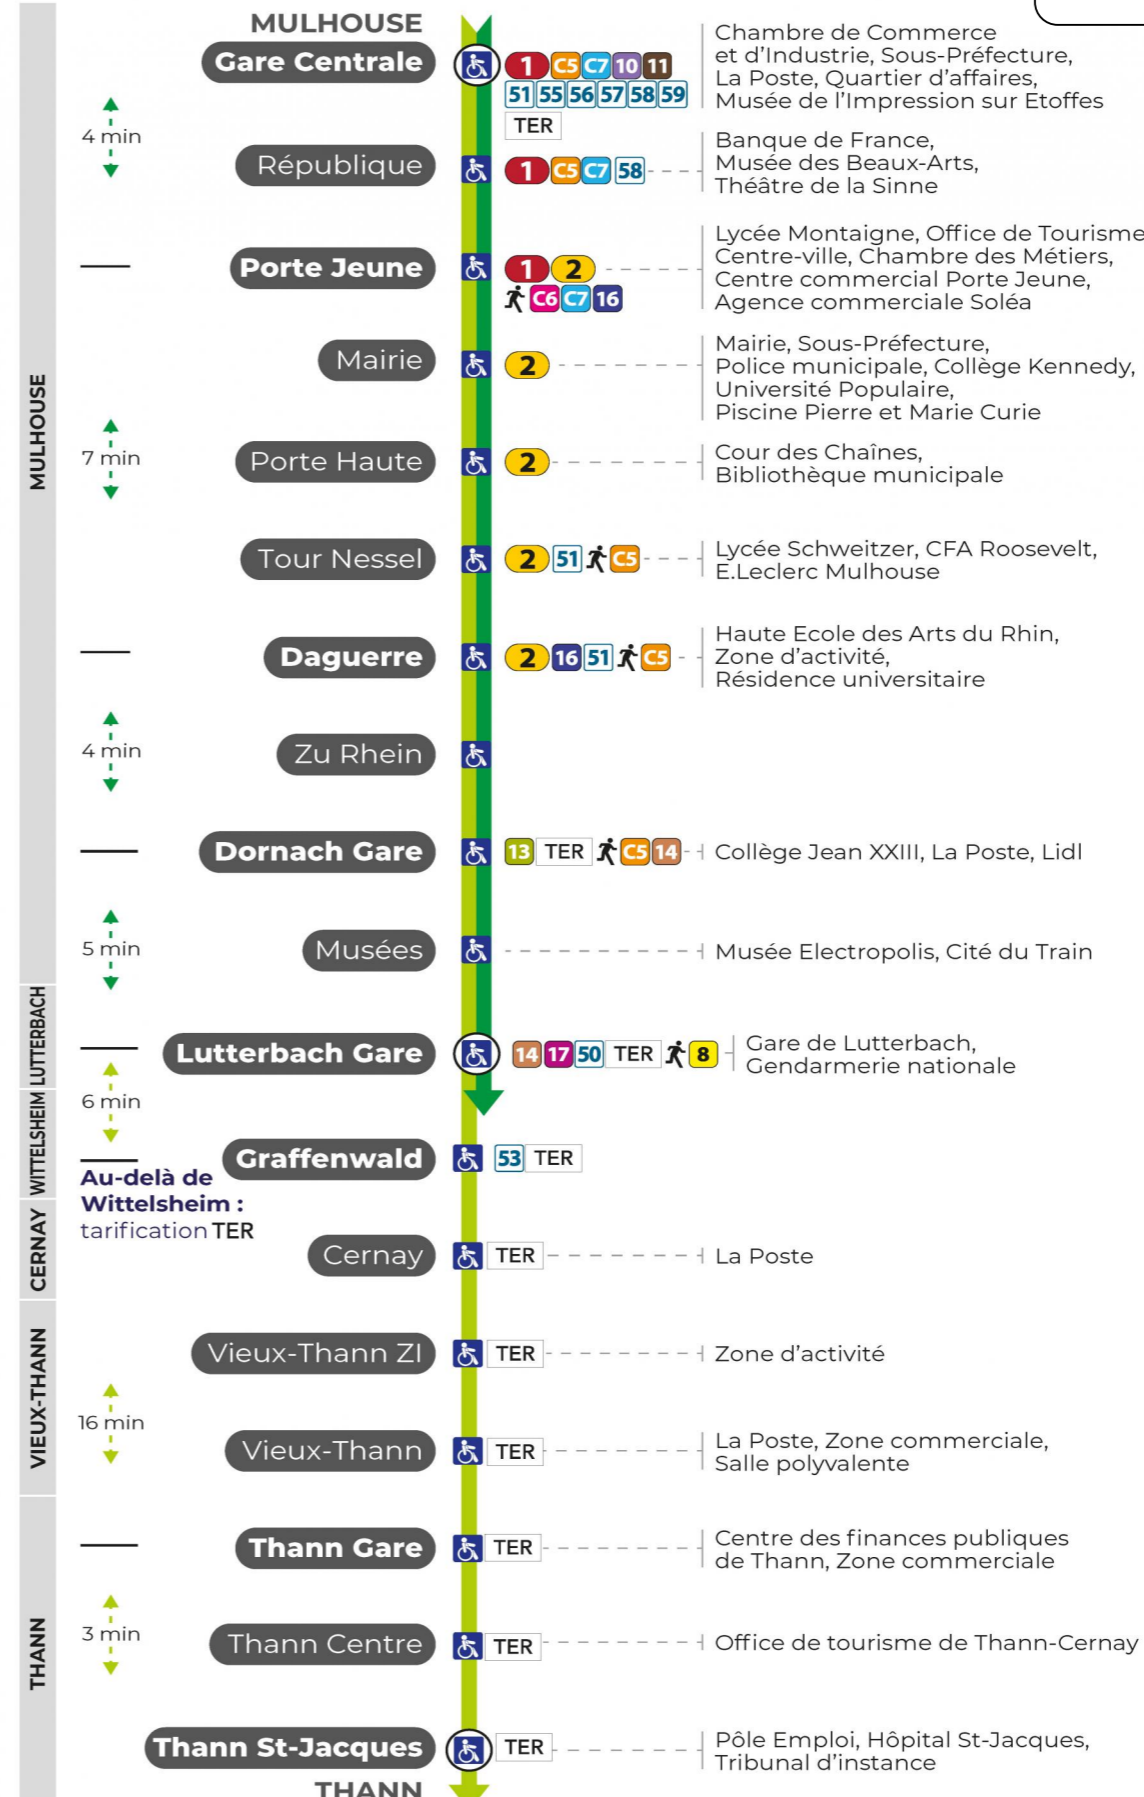 MULHOUSE
Gare Centrale
1 C5 C7 10 11
51 55 56 57 58 59
TER
Chambre de Commerce
et d'Industrie, Sous-Préfecture,
La Poste, Quartier d'affaires,
Musée de l'Impression sur Etoffes
4 min
République
1 C5 C7 58
Banque de France,
Musée des Beaux-Arts,
Théâtre de la Sinne
Porte Jeune
1 2
C6 C7 16
Lycée Montaigne, Office de Tourisme
Centre-ville, Chambre des Métiers,
Centre commercial Porte Jeune,
Agence commerciale Soléa
Mairie
2
Mairie, Sous-Préfecture,
Police municipale, Collège Kennedy,
Université Populaire,
Piscine Pierre et Marie Curie
MULHOUSE
7 min
Porte Haute
2
Cour des Chaînes,
Bibliothèque municipale
Tour Nessel
2 51 C5
Lycée Schweitzer, CFA Roosevelt,
E.Leclerc Mulhouse
Daguerre
2 16 51 C5
Haute Ecole des Arts du Rhin,
Zone d'activité,
Résidence universitaire
4 min
Zu Rhein
Dornach Gare
13 TER C5 14
Collège Jean XXIII, La Poste, Lidl
5 min
Musées
Musée Electropolis, Cité du Train
LUTTERBACH
Lutterbach Gare
14 17 50 TER 8
Gare de Lutterbach,
Gendarmerie nationale
6 min
WITTELSHEIM
Graffenwald
53 TER
Au-delà de
Wittelsheim :
tarification TER
CERNAY
Cernay
TER
La Poste
VIEUX-THANN
Vieux-Thann ZI
TER
Zone d'activité
16 min
Vieux-Thann
TER
La Poste, Zone commerciale,
Salle polyvalente
Thann Gare
TER
Centre des finances publiques
de Thann, Zone commerciale
THANN
3 min
Thann Centre
TER
Office de tourisme de Thann-Cernay
Thann St-Jacques
TER
Pôle Emploi, Hôpital St-Jacques,
Tribunal d'instance
THANN